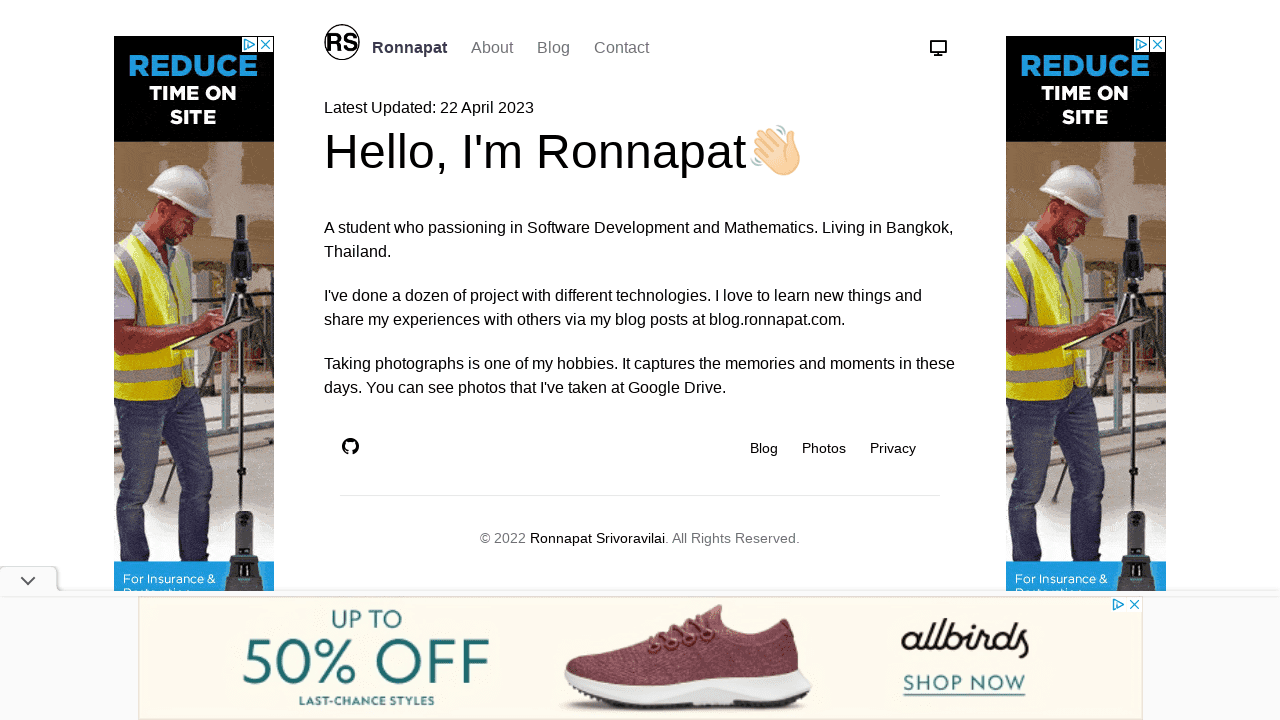 RS
Ronnapat
About
Blog
Contact
Latest Updated: 22 April 2023
Hello, I'm Ronnapat
A student who passioning in Software Development and Mathematics. Living in Bangkok,
Thailand.
I've done a dozen of project with different technologies. I love to learn new things and
share my experiences with others via my blog posts at blog.ronnapat.com.
Taking photographs is one of my hobbies. It captures the memories and moments in these
days. You can see photos that I've taken at Google Drive.
Blog
Photos
Privacy
© 2022 Ronnapat Srivoravilai. All Rights Reserved.
REDUCE
TIME ON
SITE
For Insurance &
REDUCE
TIME ON
SITE
For Insurance &
UP TO
50% OFF
LAST-CHANCE STYLES
allbirds
SHOP NOW